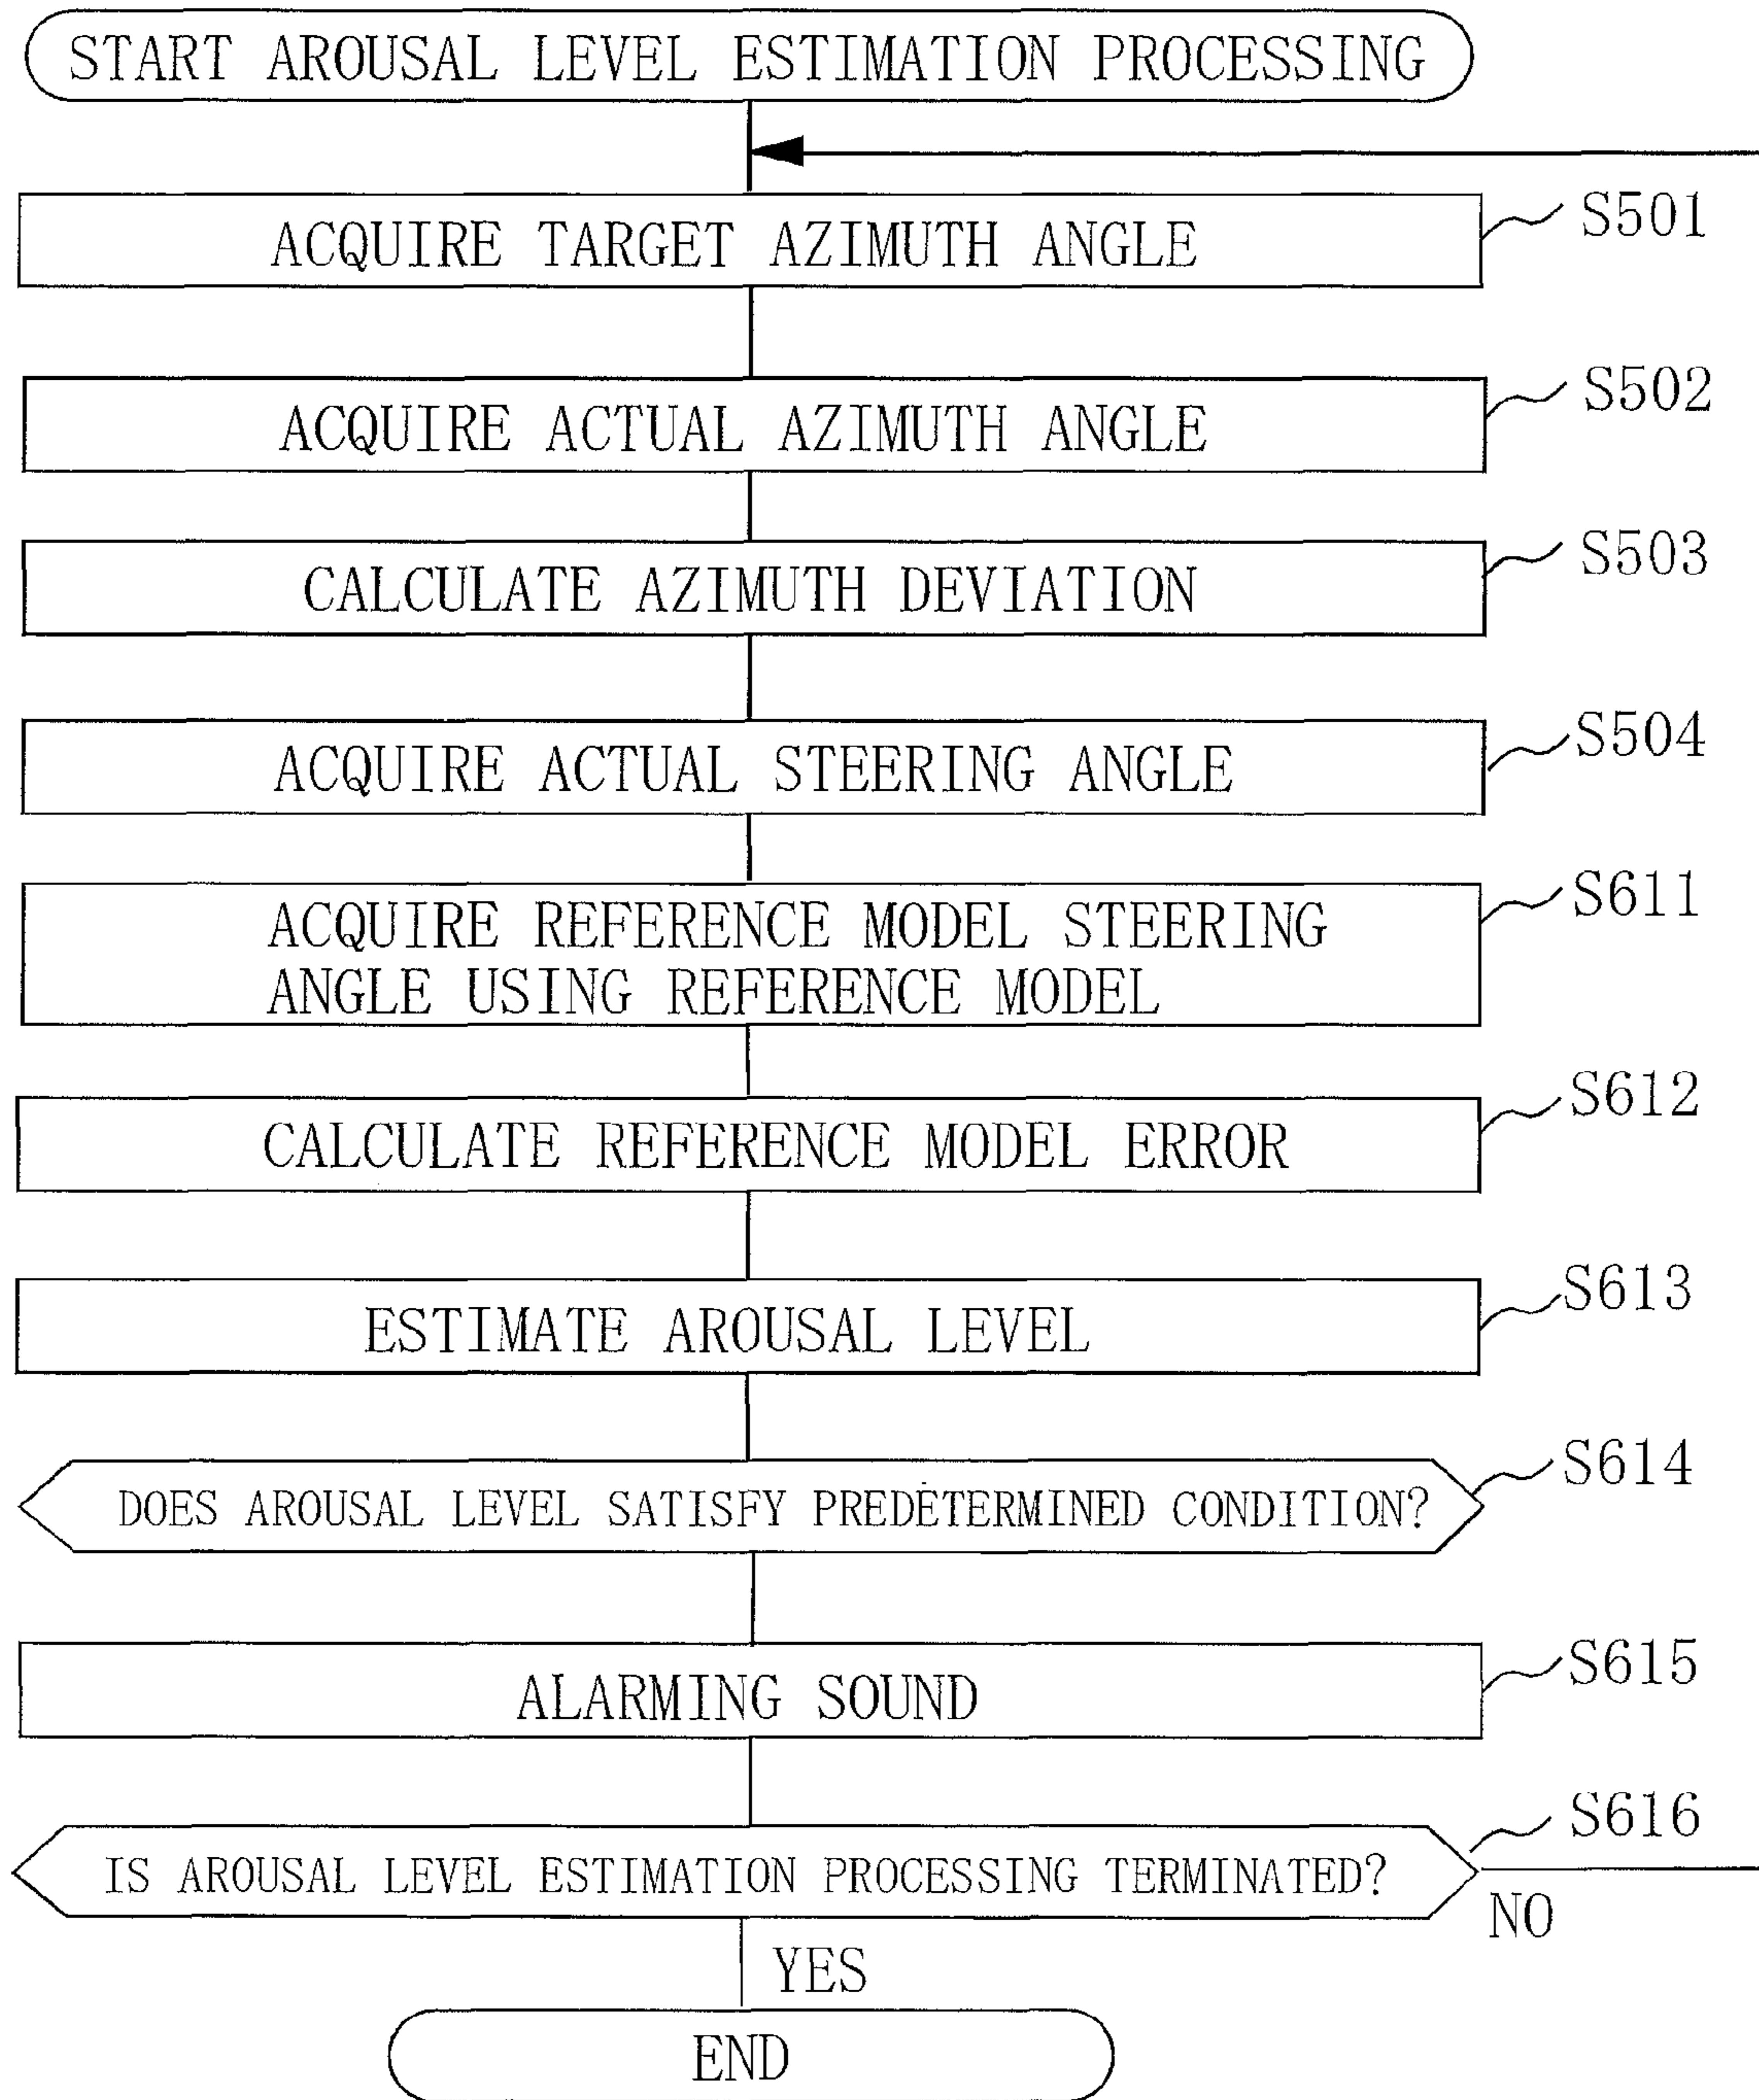 START AROUSAL LEVEL ESTIMATION PROCESSING
ACQUIRE TARGET AZIMUTH ANGLE
S501
ACQUIRE ACTUAL AZIMUTH ANGLE
S502
CALCULATE AZIMUTH DEVIATION
S503
ACQUIRE ACTUAL STEERING ANGLE
S504
ACQUIRE REFERENCE MODEL STEERING
ANGLE USING REFERENCE MODEL
S611
CALCULATE REFERENCE MODEL ERROR
S612
ESTIMATE AROUSAL LEVEL
S613
DOES AROUSAL LEVEL SATISFY PREDETERMINED CONDITION?
S614
ALARMING SOUND
S615
IS AROUSAL LEVEL ESTIMATION PROCESSING TERMINATED?
S616
NO
YES
END